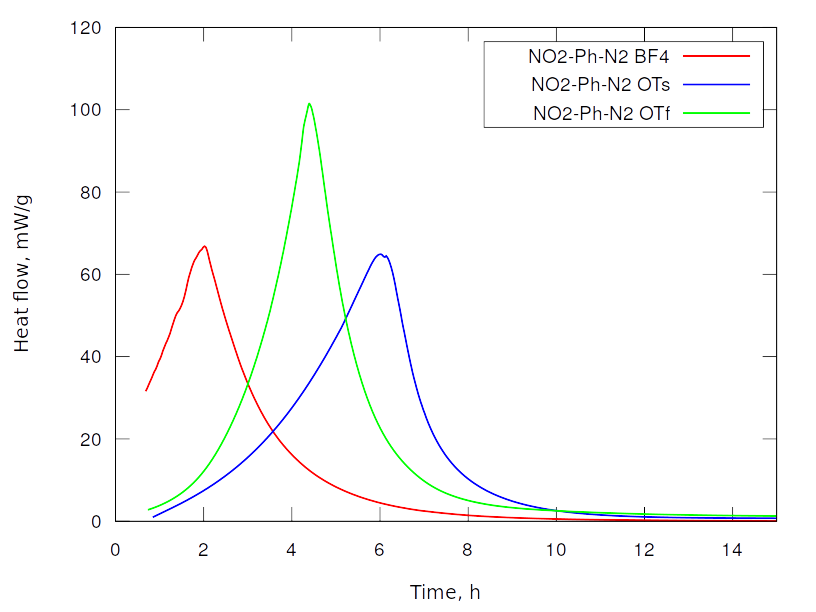 120
100
80
60
40
20
0
Heat flow, mW/g
NO2-Ph-N2 BF4
NO2-Ph-N2 OTs
NO2-Ph-N2 OTf
0 2 4 6 8 10 12 14
Time, h